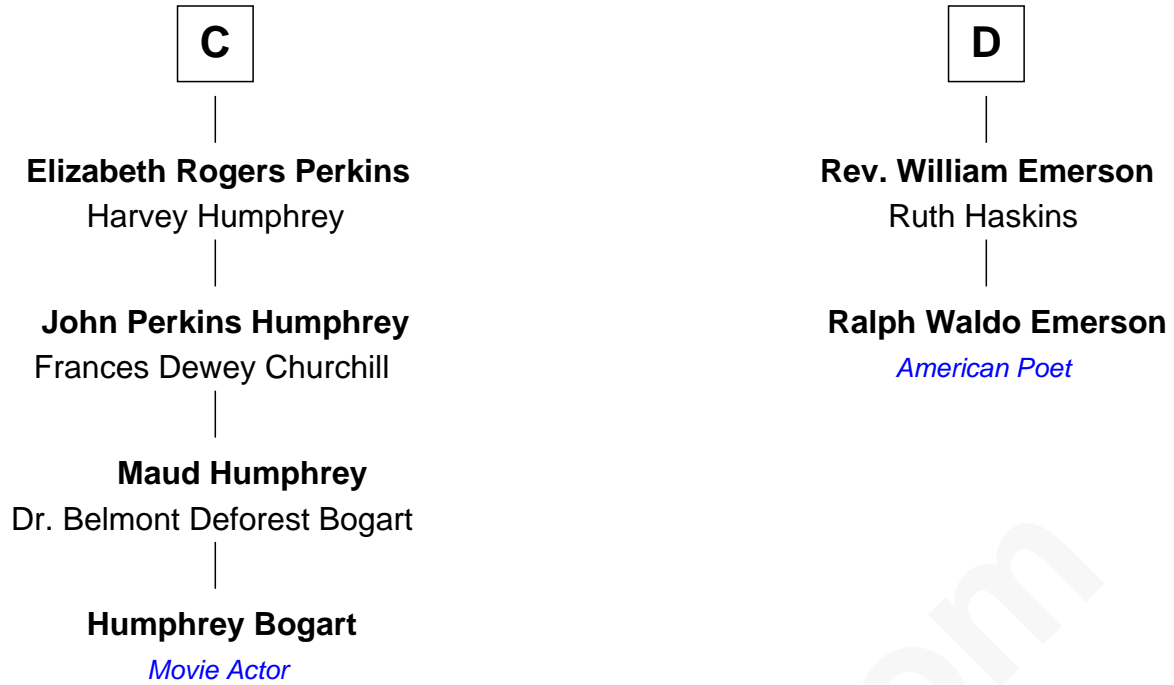 C
Elizabeth Rogers Perkins
Harvey Humphrey
John Perkins Humphrey
Frances Dewey Churchill
Maud Humphrey
Dr. Belmont Deforest Bogart
Humphrey Bogart
Movie Actor
D
Rev. William Emerson
Ruth Haskins
Ralph Waldo Emerson
American Poet
om